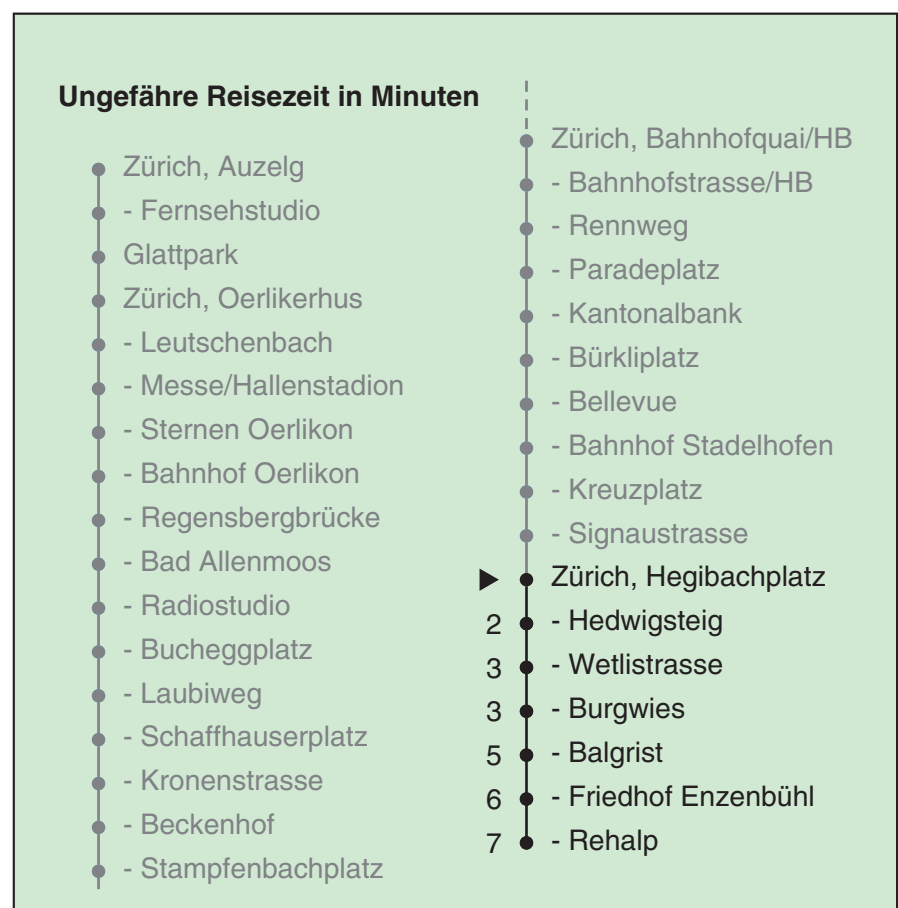 Ungefähre Reisezeit in Minuten
Zürich, Auzelg
- Fernsehstudio
Glattpark
Zürich, Oerlikerhus
- Leutschenbach
- Messe/Hallenstadion
- Sternen Oerlikon
- Bahnhof Oerlikon
- Regensbergbrücke
- Bad Allenmoos
- Radiostudio
- Bucheggplatz
- Laubiweg
- Schaffhauserplatz
- Kronenstrasse
- Beckenhof
- Stampfenbachplatz
Zürich, Bahnhofquai/HB
- Bahnhofstrasse/HB
- Rennweg
- Paradeplatz
- Kantonalbank
- Bürkliplatz
- Bellevue
- Bahnhof Stadelhofen
- Kreuzplatz
- Signaustrasse
Zürich, Hegibachplatz
2 - Hedwigsteig
3 - Wetlistrasse
3 - Burgwies
5 - Balgrist
6 - Friedhof Enzenbühl
7 - Rehalp